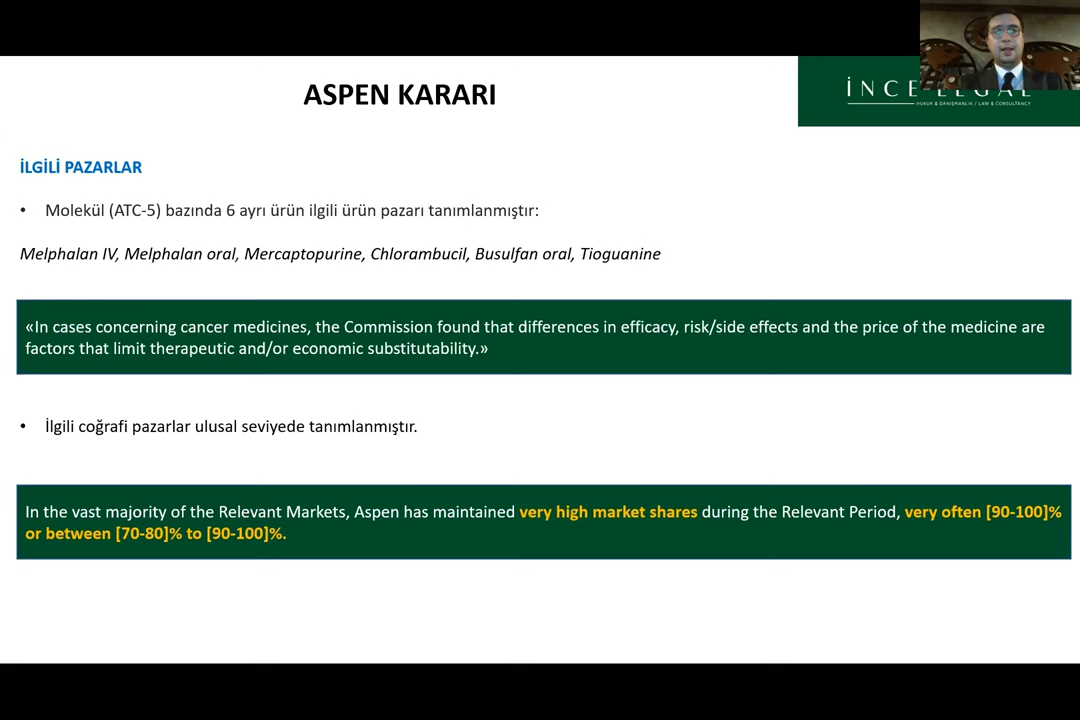 ASPEN KARARI
İNCE LEGAL
HUKUK & DANIŞMANLIK / LAW & CONSULTANCY
İLGİLİ PAZARLAR
• Molekül (ATC-5) bazında 6 ayrı ürün ilgili ürün pazarı tanımlanmıştır:
Melphalan IV, Melphalan oral, Mercaptopurine, Chlorambucil, Busulfan oral, Tioguanine
«In cases concerning cancer medicines, the Commission found that differences in efficacy, risk/side effects and the price of the medicine are
factors that limit therapeutic and/or economic substitutability.»
• İlgili coğrafi pazarlar ulusal seviyede tanımlanmıştır.
In the vast majority of the Relevant Markets, Aspen has maintained very high market shares during the Relevant Period, very often [90-100]%
or between [70-80]% to [90-100]%.